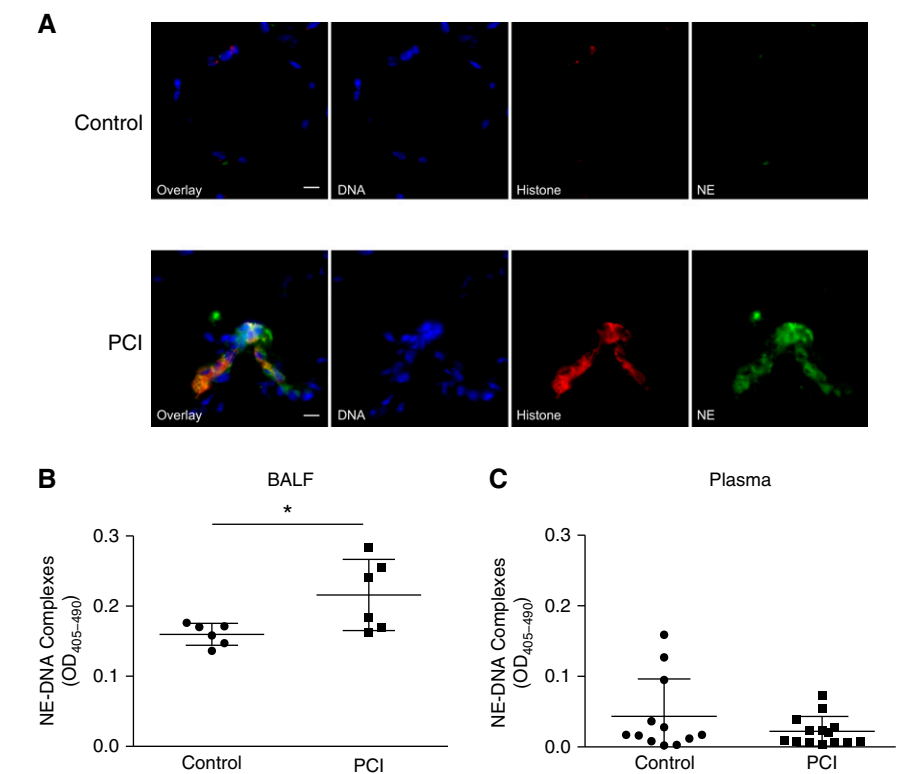 A
Control
Overlay
DNA
Histone
NE
PCI
Overlay
DNA
Histone
NE
B
BALF
*
NE-DNA Complexes
(OD405–490)
0.3
0.2
0.1
0.0
Control
PCI
C
Plasma
NE-DNA Complexes
(OD405–490)
0.3
0.2
0.1
0.0
Control
PCI